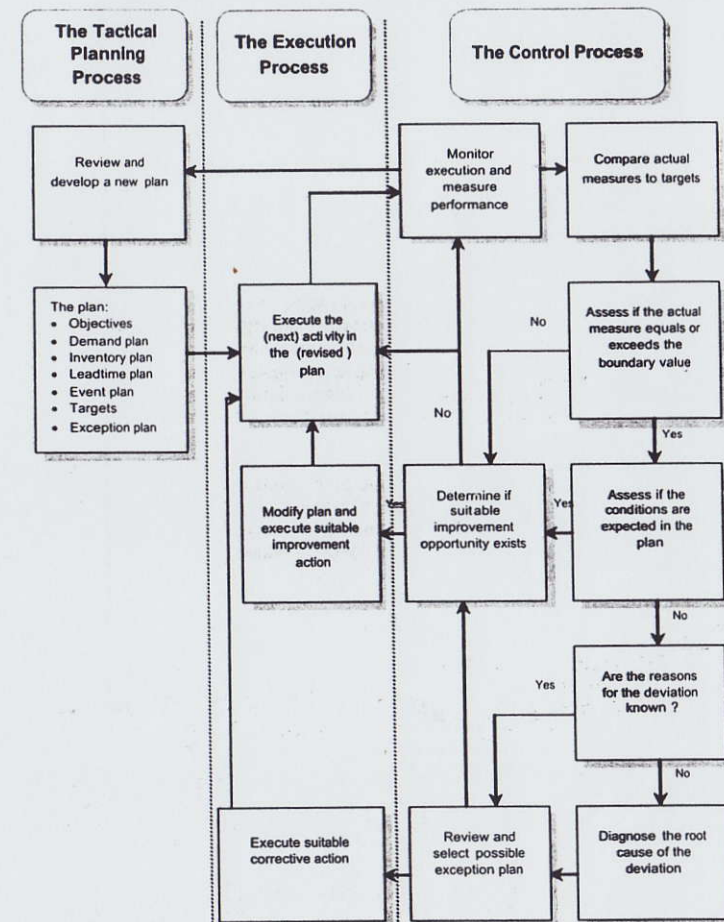 The Tactical
Planning
Process
The Execution
Process
The Control Process
Review and
develop a new plan
Monitor
execution and
measure
performance
Compare actual
measures to targets
The plan:
• Objectives
• Demand plan
• Inventory plan
• Leadtime plan
• Event plan
• Targets
• Exception plan
Execute the
(next) activity in
the (revised )
plan
No
Assess if the actual
measure equals or
exceeds the
boundary value
No
Yes
Modify plan and
execute suitable
improvement
action
Yes
Determine if
suitable
improvement
opportunity exists
Yes
Assess if the
conditions are
expected in the
plan
No
Yes
Are the reasons
for the deviation
known ?
No
Execute suitable
corrective action
Review and
select possible
exception plan
Diagnose the root
cause of the
deviation